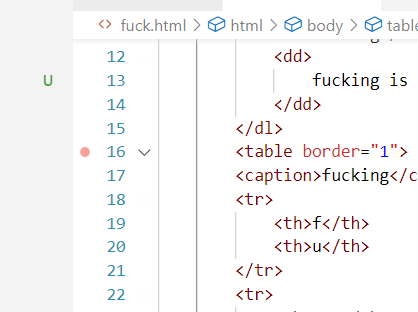 fuck.html > html > body > table
12 <dd>
U
13 fucking is
14 </dd>
15 </dl>
16 <table border="1">
17 <caption>fucking</c
18 <tr>
19 <th>f</th>
20 <th>u</th>
21 </tr>
22 <tr>